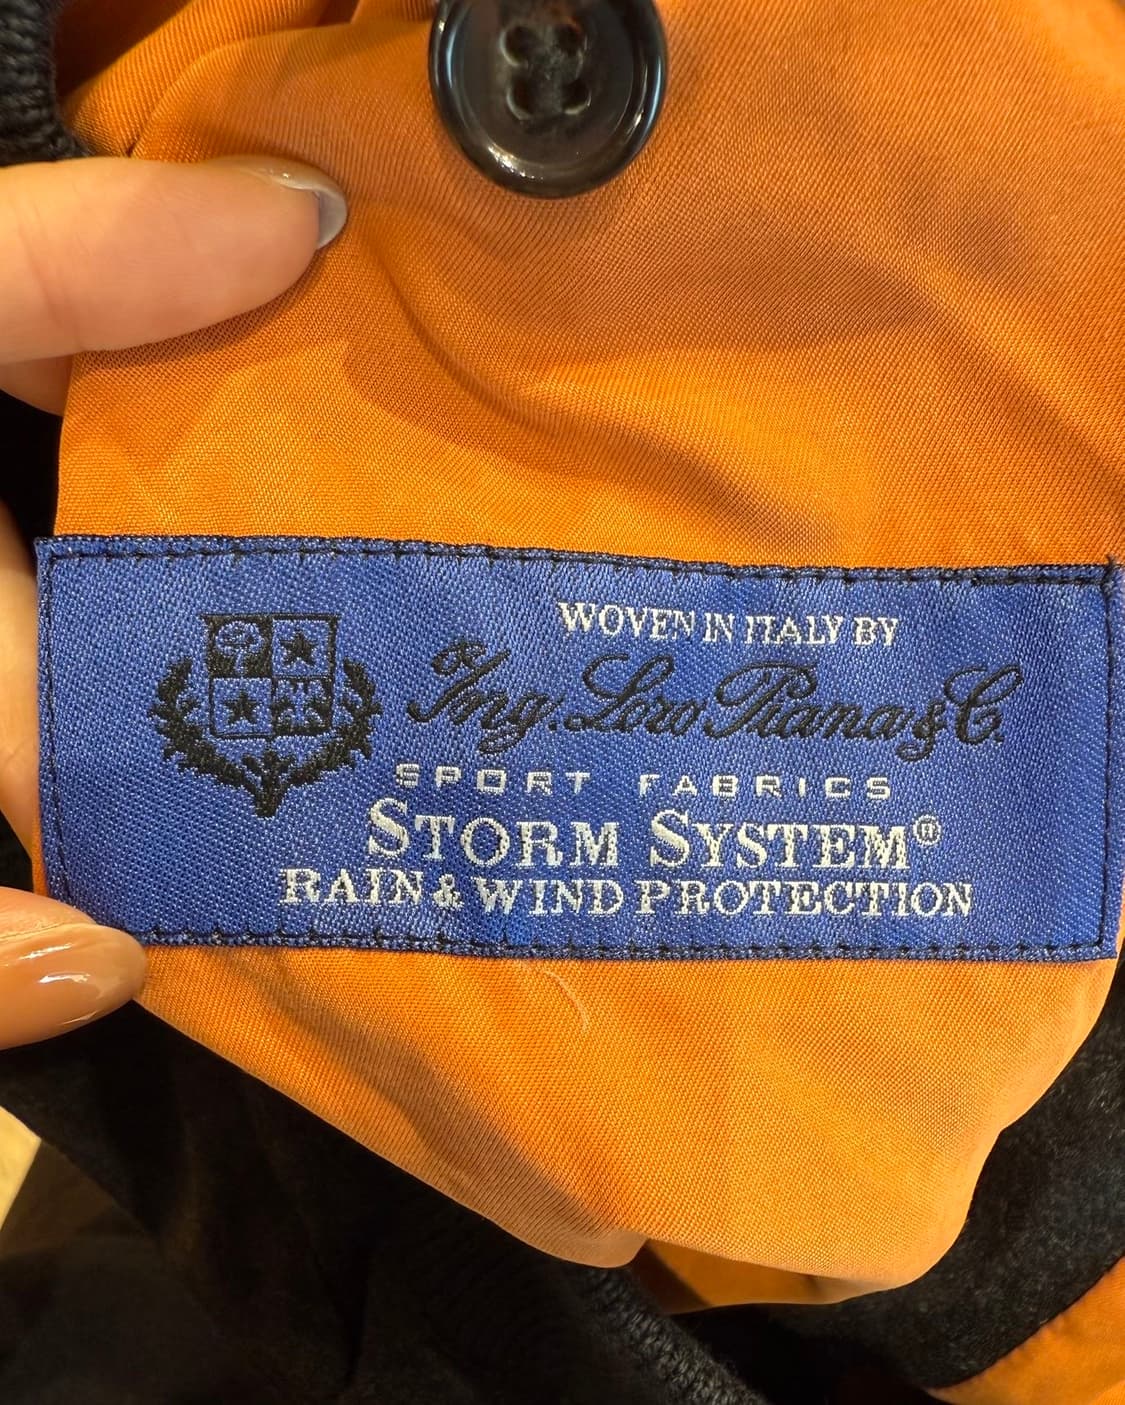 WOVEN IN ITALY BY
Ing. Loro Piana & C.
SPORT FABRICS
STORM SYSTEM®
RAIN & WIND PROTECTION